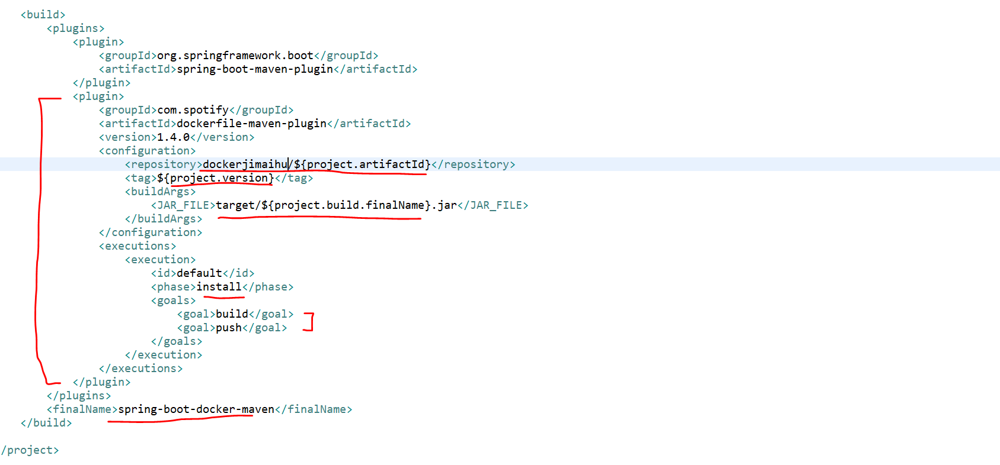 <build>
<plugins>
<plugin>
<groupId>org.springframework.boot</groupId>
<artifactId>spring-boot-maven-plugin</artifactId>
</plugin>
<plugin>
<groupId>com.spotify</groupId>
<artifactId>dockerfile-maven-plugin</artifactId>
<version>1.4.0</version>
<configuration>
<repository>dockerjimaihu/${project.artifactId}</repository>
<tag>${project.version}</tag>
<buildArgs>
<JAR_FILE>target/${project.build.finalName}.jar</JAR_FILE>
</buildArgs>
</configuration>
<executions>
<execution>
<id>default</id>
<phase>install</phase>
<goals>
<goal>build</goal>
<goal>push</goal>
</goals>
</execution>
</executions>
</plugin>
</plugins>
<finalName>spring-boot-docker-maven</finalName>
</build>
/project>